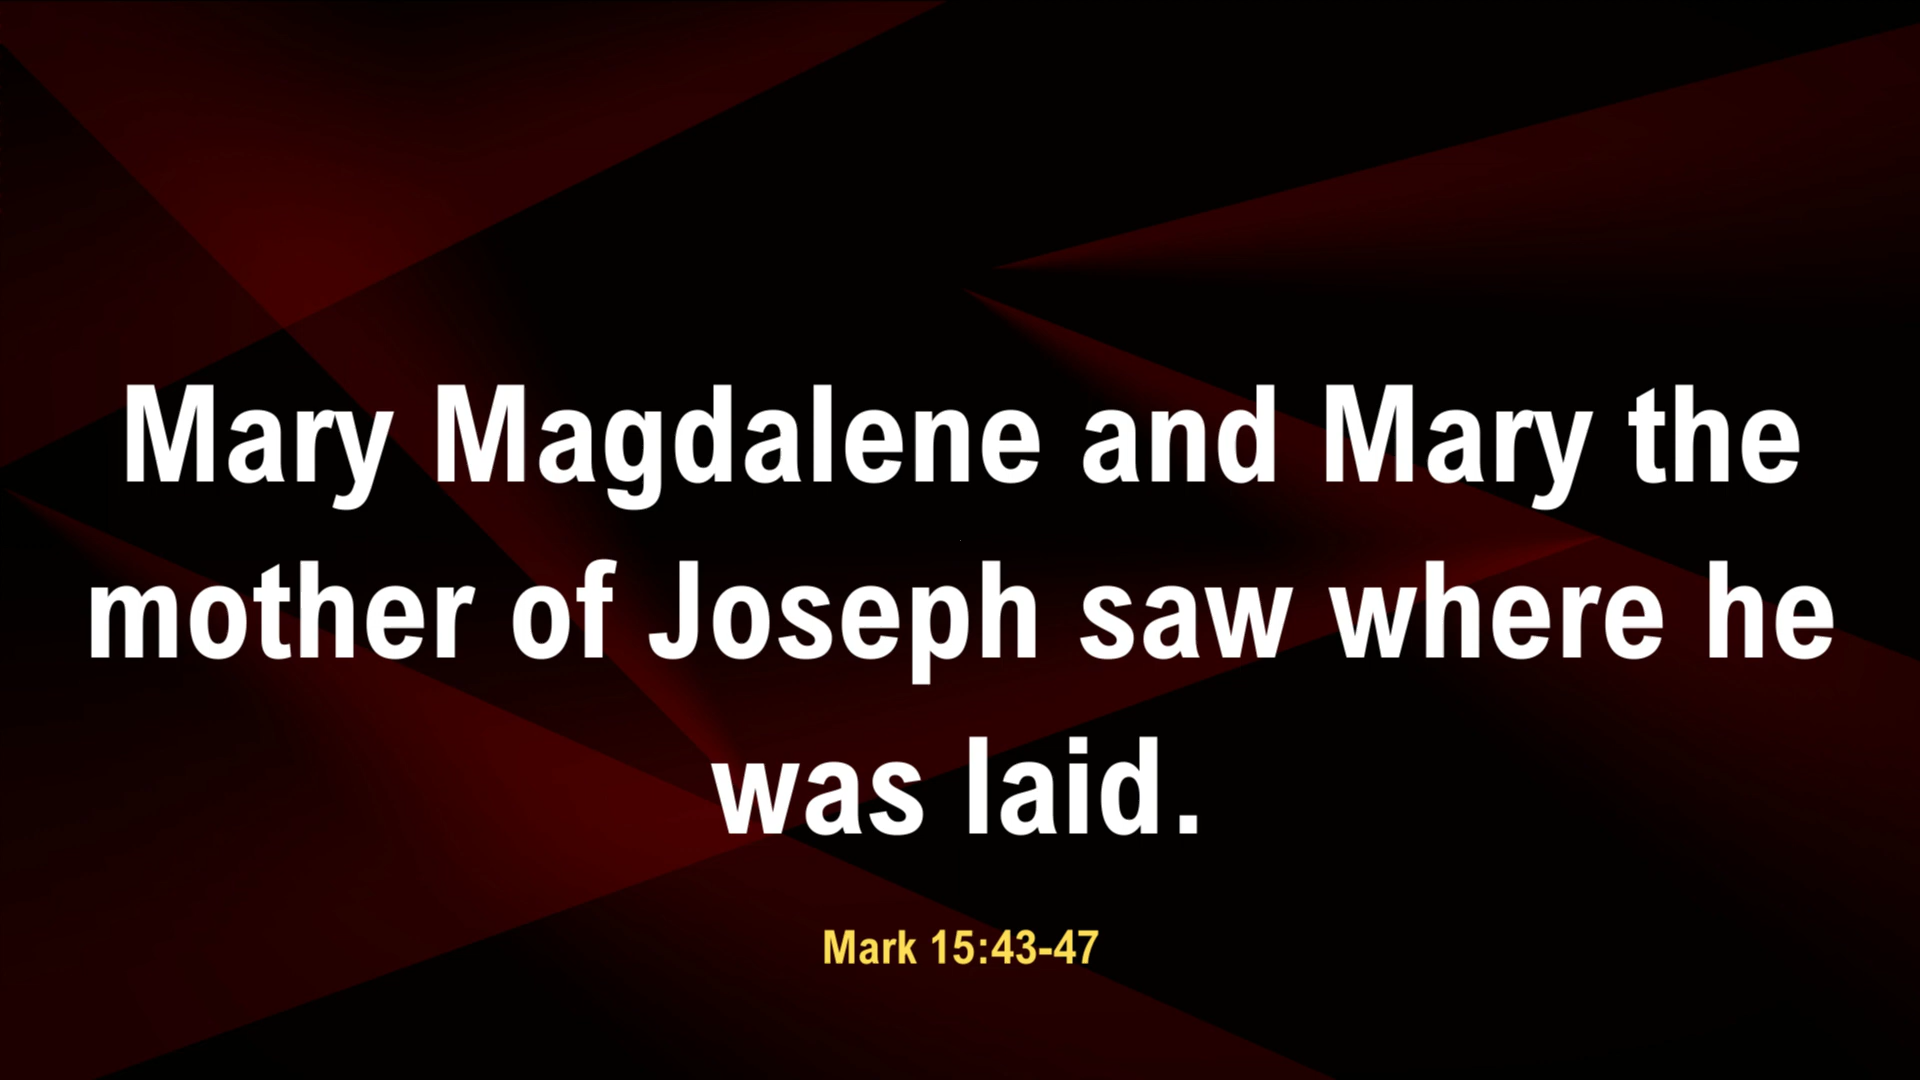 Mary Magdalene and Mary the
mother of Joseph saw where he
was laid.
Mark 15:43-47